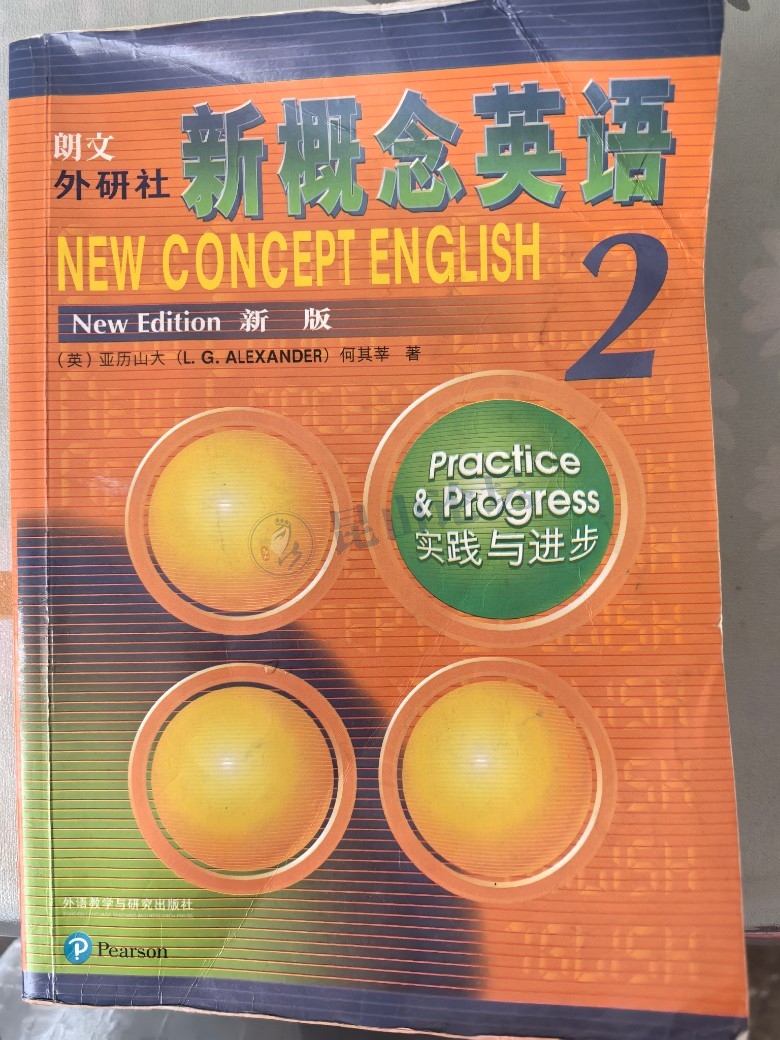 朗文
外研社
新概念英语
NEW CONCEPT ENGLISH
2
New Edition 新 版
(英) 亚历山大 (L. G. ALEXANDER) 何其莘 著
Practice
& Progress
实践与进步
外语教学与研究出版社
Pearson